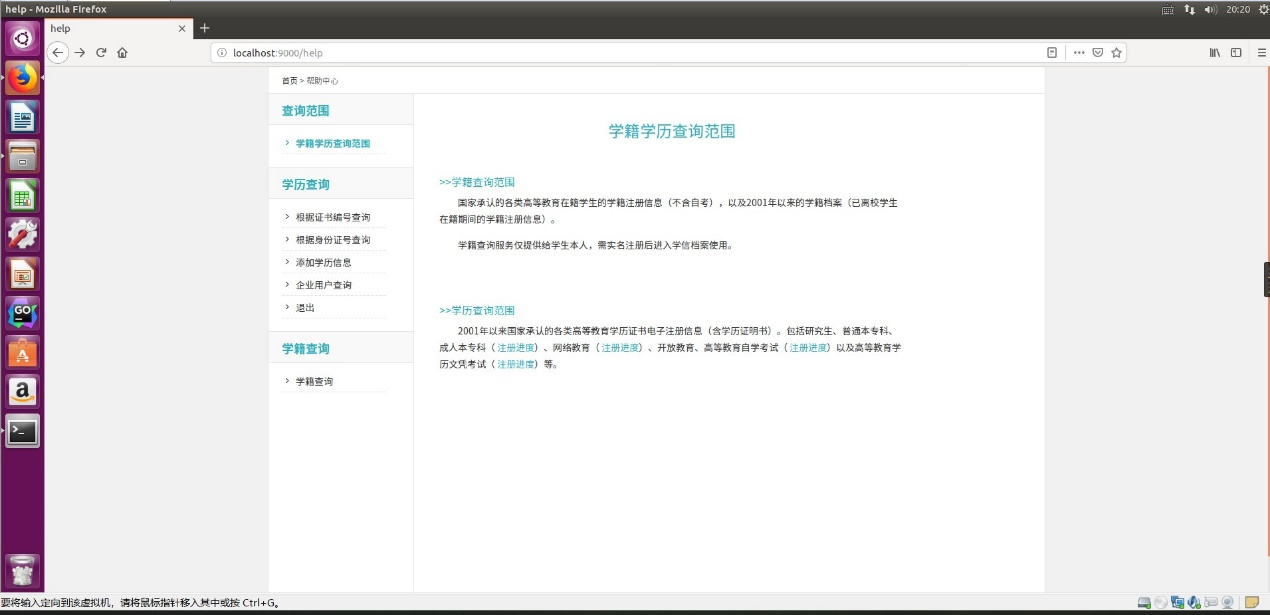 help - Mozilla Firefox
20:20
help
localhost:9000/help
首页 > 帮助中心
查询范围
学籍学历查询范围
学历查询
根据证书编号查询
根据身份证号查询
添加学历信息
企业用户查询
退出
学籍查询
学籍查询
学籍学历查询范围
>>学籍查询范围
国家承认的各类高等教育在籍学生的学籍注册信息（不含自考），以及2001年以来的学籍档案（已离校学生
在籍期间的学籍注册信息）。
学籍查询服务仅提供给学生本人，需实名注册后进入学信档案使用。
>>学历查询范围
2001年以来国家承认的各类高等教育学历证书电子注册信息（含学历证明书）。包括研究生、普通本专科、
成人本专科（ 注册进度）、网络教育（ 注册进度）、开放教育、高等教育自学考试（ 注册进度）以及高等教育学
历文凭考试（ 注册进度）等。
要将输入定向到该虚拟机，请将鼠标指针移入其中或按 Ctrl+G。